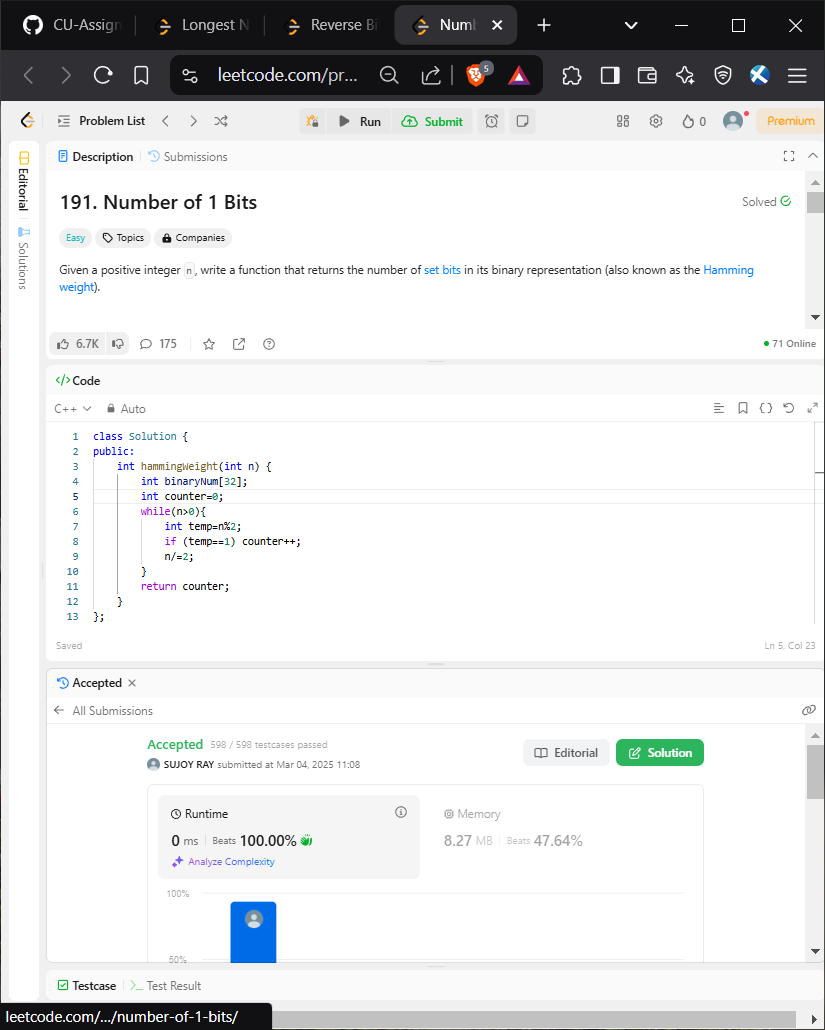 CU-Assign
Longest N
Reverse Bi
Num
leetcode.com/pr...
5
Problem List
Run
Submit
0
Premium
Editorial
Solutions
Description
Submissions
191. Number of 1 Bits
Solved
Easy
Topics
Companies
Given a positive integer n, write a function that returns the number of set bits in its binary representation (also known as the Hamming
weight).
6.7K
175
71 Online
</> Code
C++
Auto
1 class Solution {
2 public:
3     int hammingWeight(int n) {
4         int binaryNum[32];
5         int counter=0;
6         while(n>0){
7             int temp=n%2;
8             if (temp==1) counter++;
9             n/=2;
10         }
11         return counter;
12     }
13 };
Saved
Ln 5, Col 23
Accepted
All Submissions
Accepted 598 / 598 testcases passed
SUJOY RAY submitted at Mar 04, 2025 11:08
Editorial
Solution
Runtime
0 ms Beats 100.00%
Analyze Complexity
Memory
8.27 MB Beats 47.64%
100%
50%
Testcase
>_ Test Result
leetcode.com/.../number-of-1-bits/